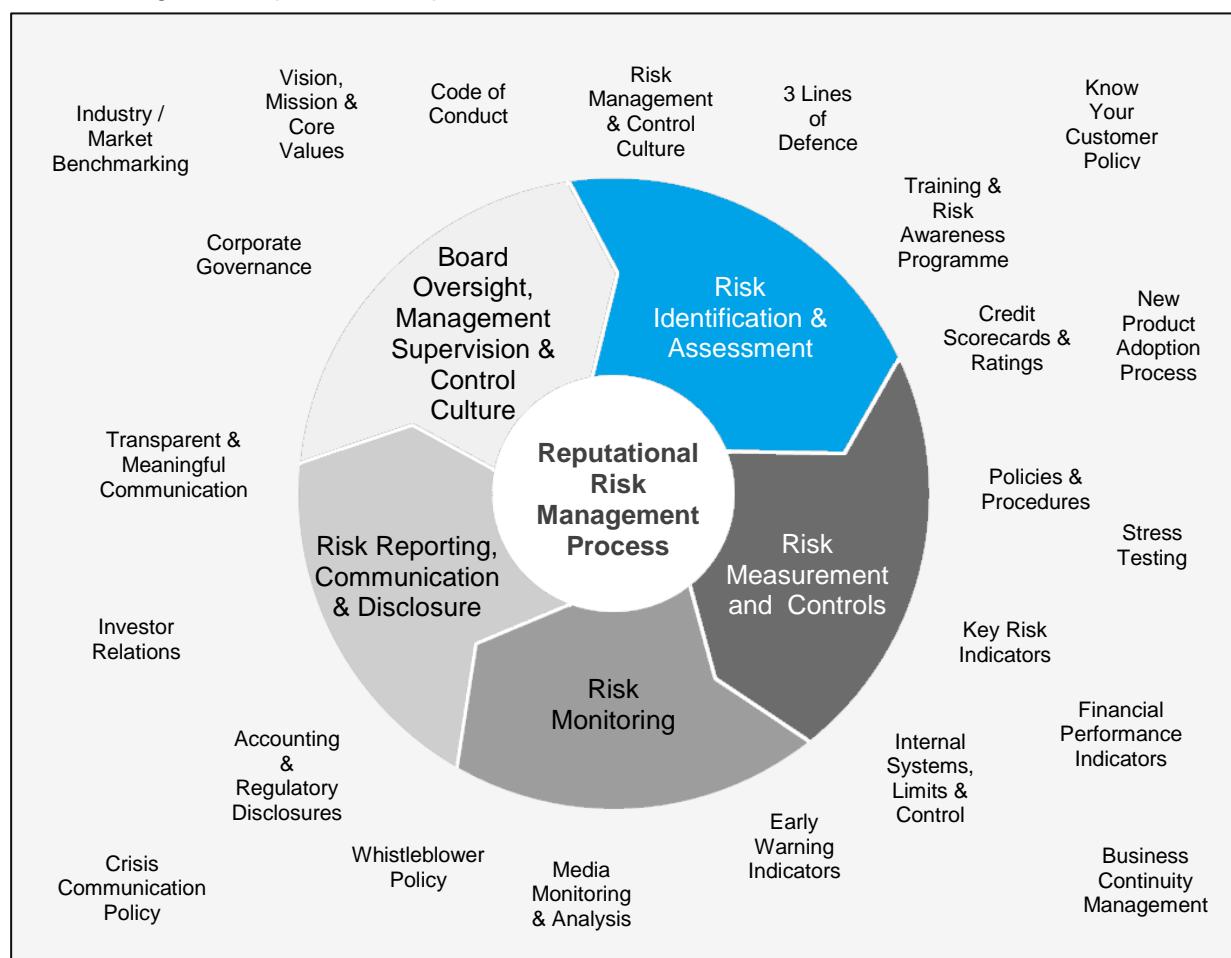 Industry /
Market
Benchmarking
Vision,
Mission &
Core
Values
Code of
Conduct
Risk
Management
& Control
Culture
3 Lines
of
Defence
Know
Your
Customer
Policy
Training &
Risk
Awareness
Programme
Corporate
Governance
Board
Oversight,
Management
Supervision &
Control
Culture
Risk
Identification &
Assessment
Credit
Scorecards &
Ratings
New
Product
Adoption
Process
Transparent &
Meaningful
Communication
Reputational
Risk
Management
Process
Policies &
Procedures
Stress
Testing
Risk Reporting,
Communication
& Disclosure
Risk
Measurement
and Controls
Investor
Relations
Key Risk
Indicators
Risk
Monitoring
Financial
Performance
Indicators
Accounting
&
Regulatory
Disclosures
Internal
Systems,
Limits &
Control
Early
Warning
Indicators
Crisis
Communication
Policy
Whistleblower
Policy
Media
Monitoring
& Analysis
Business
Continuity
Management